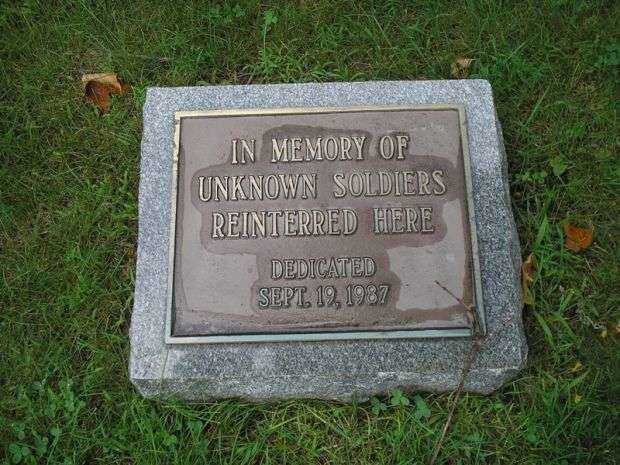 IN MEMORY OF
UNKNOWN SOLDIERS
REINTERRED HERE
DEDICATED
SEPT. 19, 1987